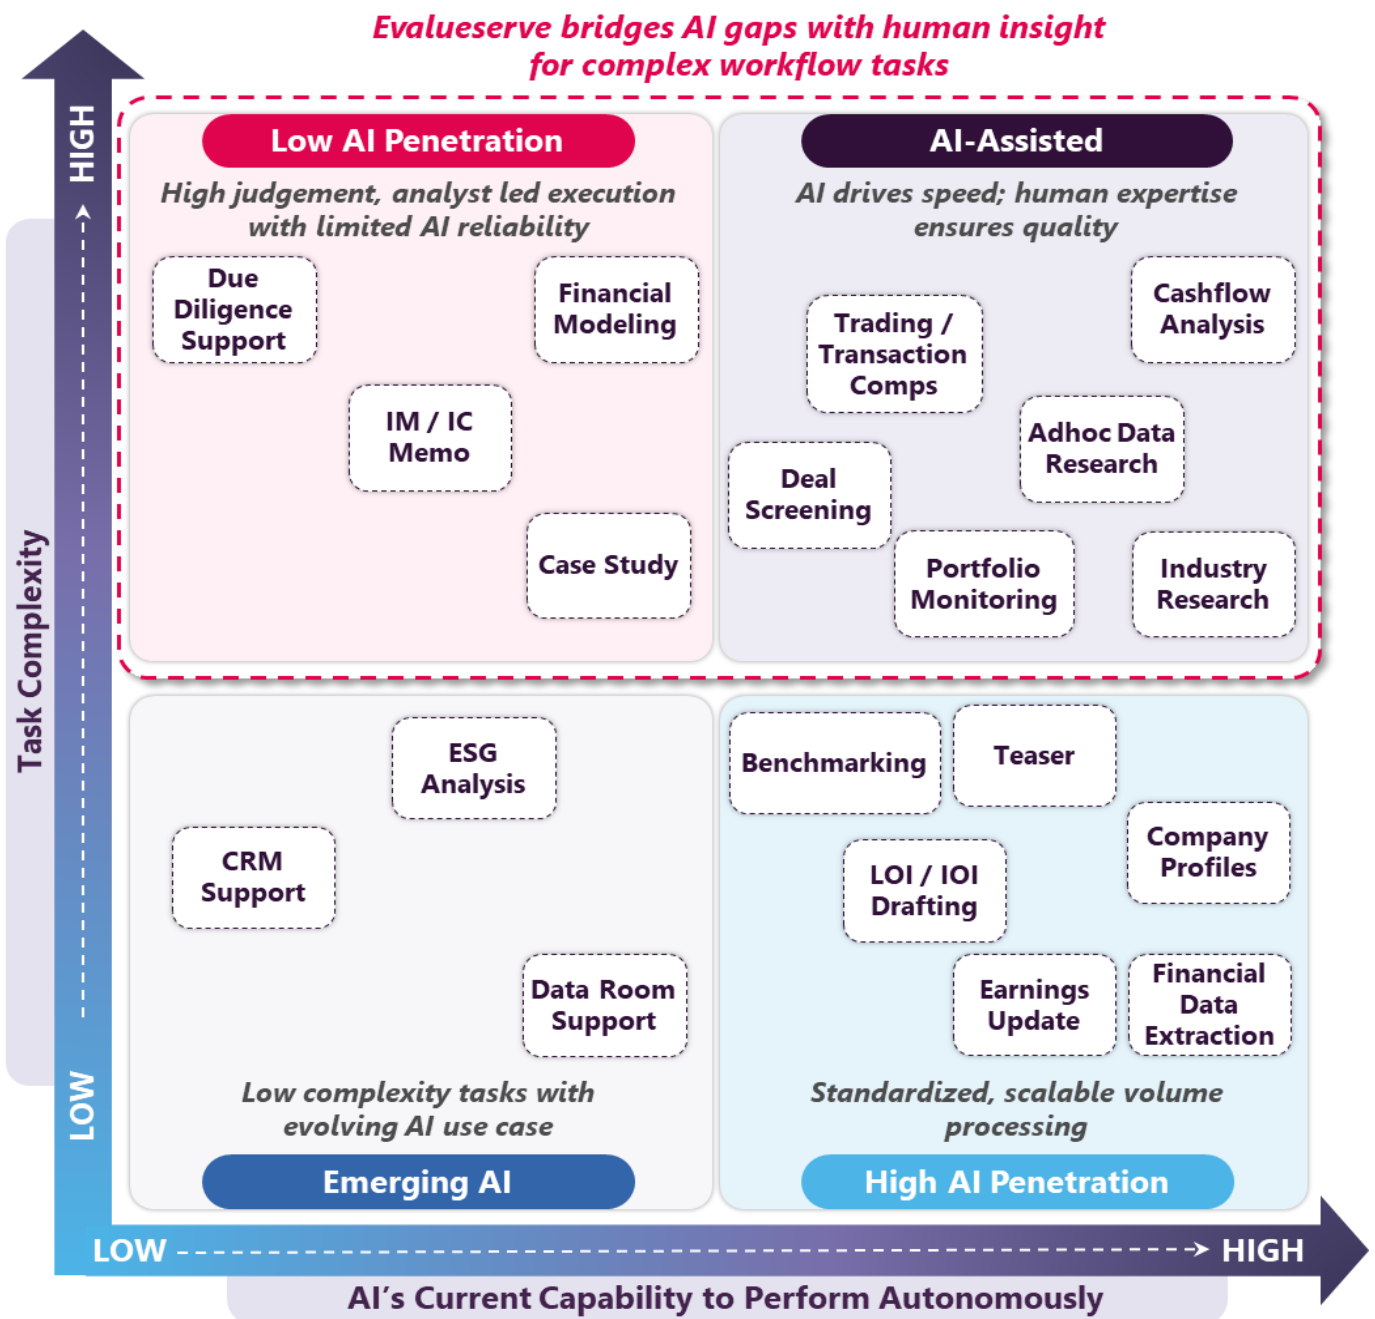 Evalueserve bridges AI gaps with human insight
for complex workflow tasks
HIGH
Low AI Penetration
High judgement, analyst led execution
with limited AI reliability
Due
Diligence
Support
Financial
Modeling
IM / IC
Memo
Case Study
AI-Assisted
AI drives speed; human expertise
ensures quality
Cashflow
Analysis
Trading /
Transaction
Comps
Adhoc Data
Research
Deal
Screening
Portfolio
Monitoring
Industry
Research
Task Complexity
ESG
Analysis
CRM
Support
Data Room
Support
Low complexity tasks with
evolving AI use case
Emerging AI
Benchmarking
Teaser
Company
Profiles
LOI / IOI
Drafting
Earnings
Update
Financial
Data
Extraction
Standardized, scalable volume
processing
High AI Penetration
LOW
LOW
HIGH
AI’s Current Capability to Perform Autonomously